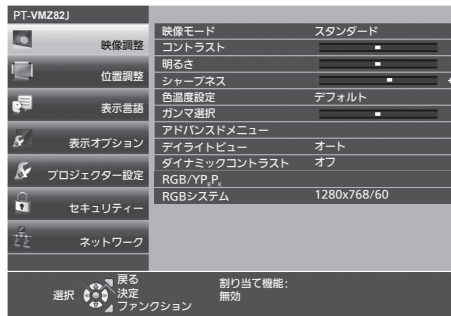 PT-VMZ82J
映像調整
位置調整
表示言語
表示オプション
プロジェクター設定
セキュリティー
ネットワーク
映像モード スタンダード
コントラスト
明るさ
シャープネス
色温度設定 デフォルト
ガンマ選択
アドバンスドメニュー
デイライトビュー オート
ダイナミックコントラスト オフ
RGB/YPBPR
RGBシステム 1280x768/60
選択
戻る
決定
ファンクション
割り当て機能:
無効